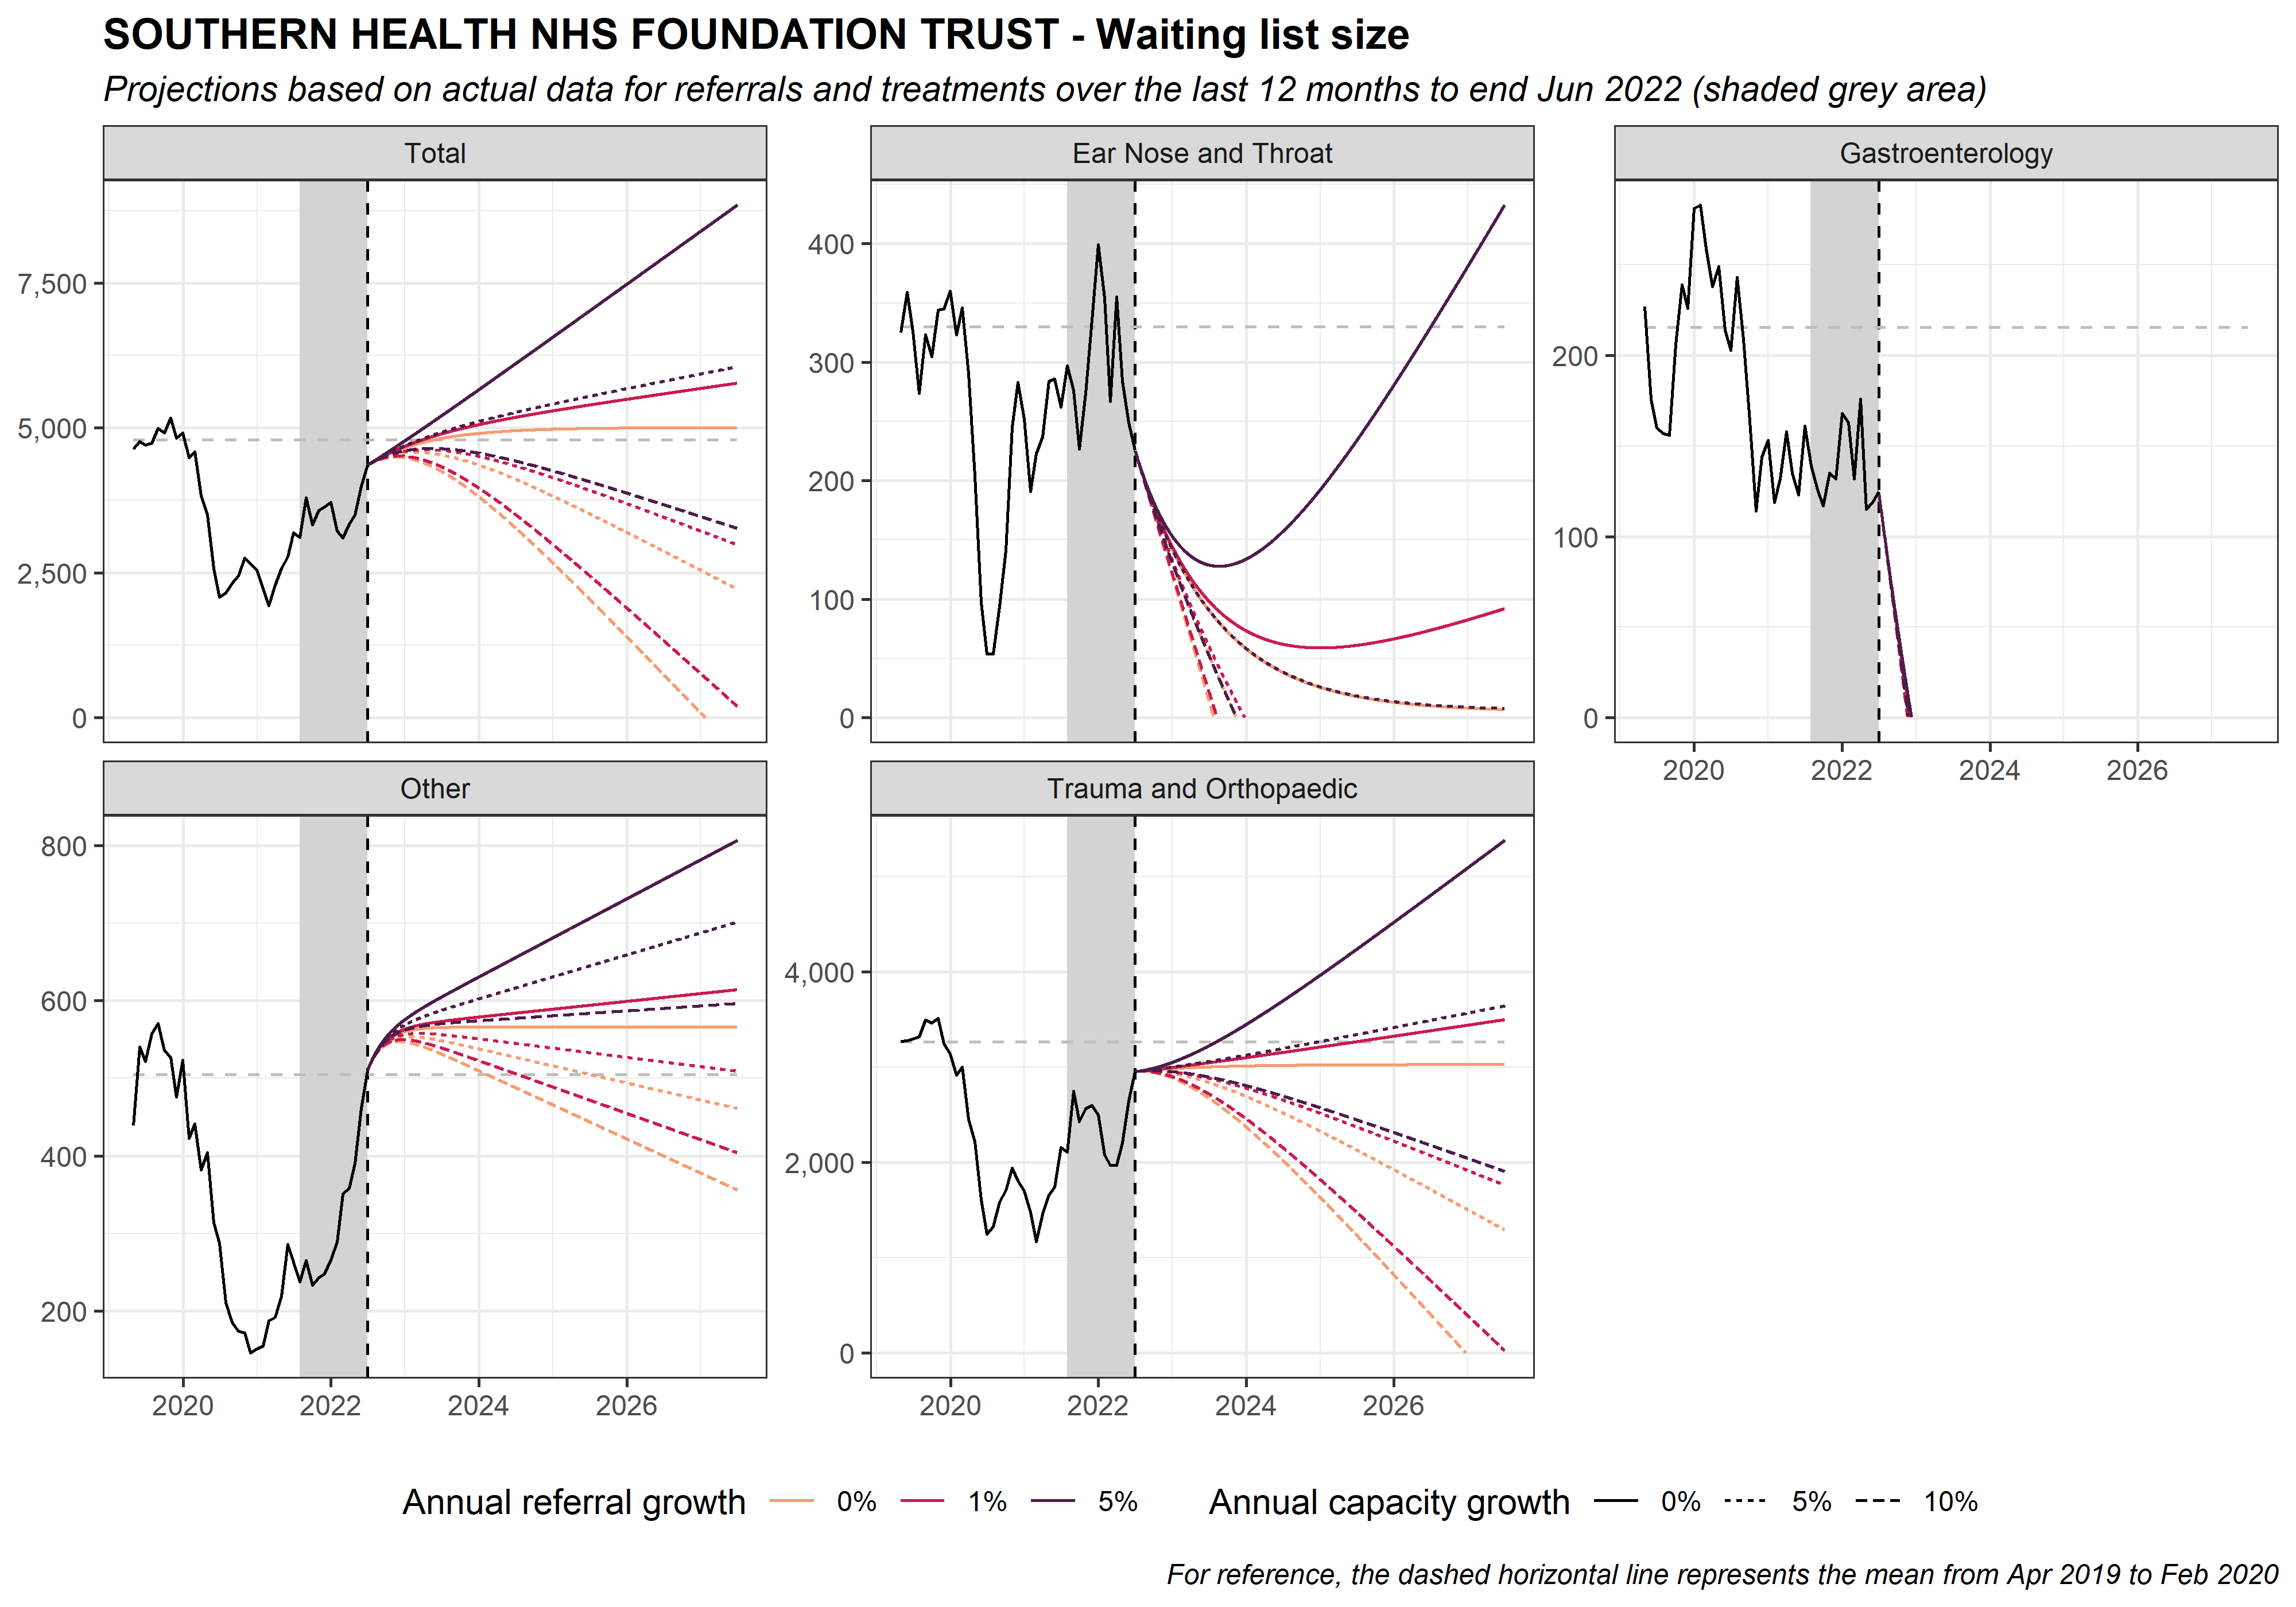 SOUTHERN HEALTH NHS FOUNDATION TRUST - Waiting list size
Projections based on actual data for referrals and treatments over the last 12 months to end Jun 2022 (shaded grey area)
Total
7,500
5,000
2,500
0
Ear Nose and Throat
400
300
200
100
0
Gastroenterology
200
100
0
2020 2022 2024 2026
Other
800
600
400
200
2020 2022 2024 2026
Trauma and Orthopaedic
4,000
2,000
0
2020 2022 2024 2026
Annual referral growth 0% 1% 5% Annual capacity growth 0% 5% 10%
For reference, the dashed horizontal line represents the mean from Apr 2019 to Feb 2020